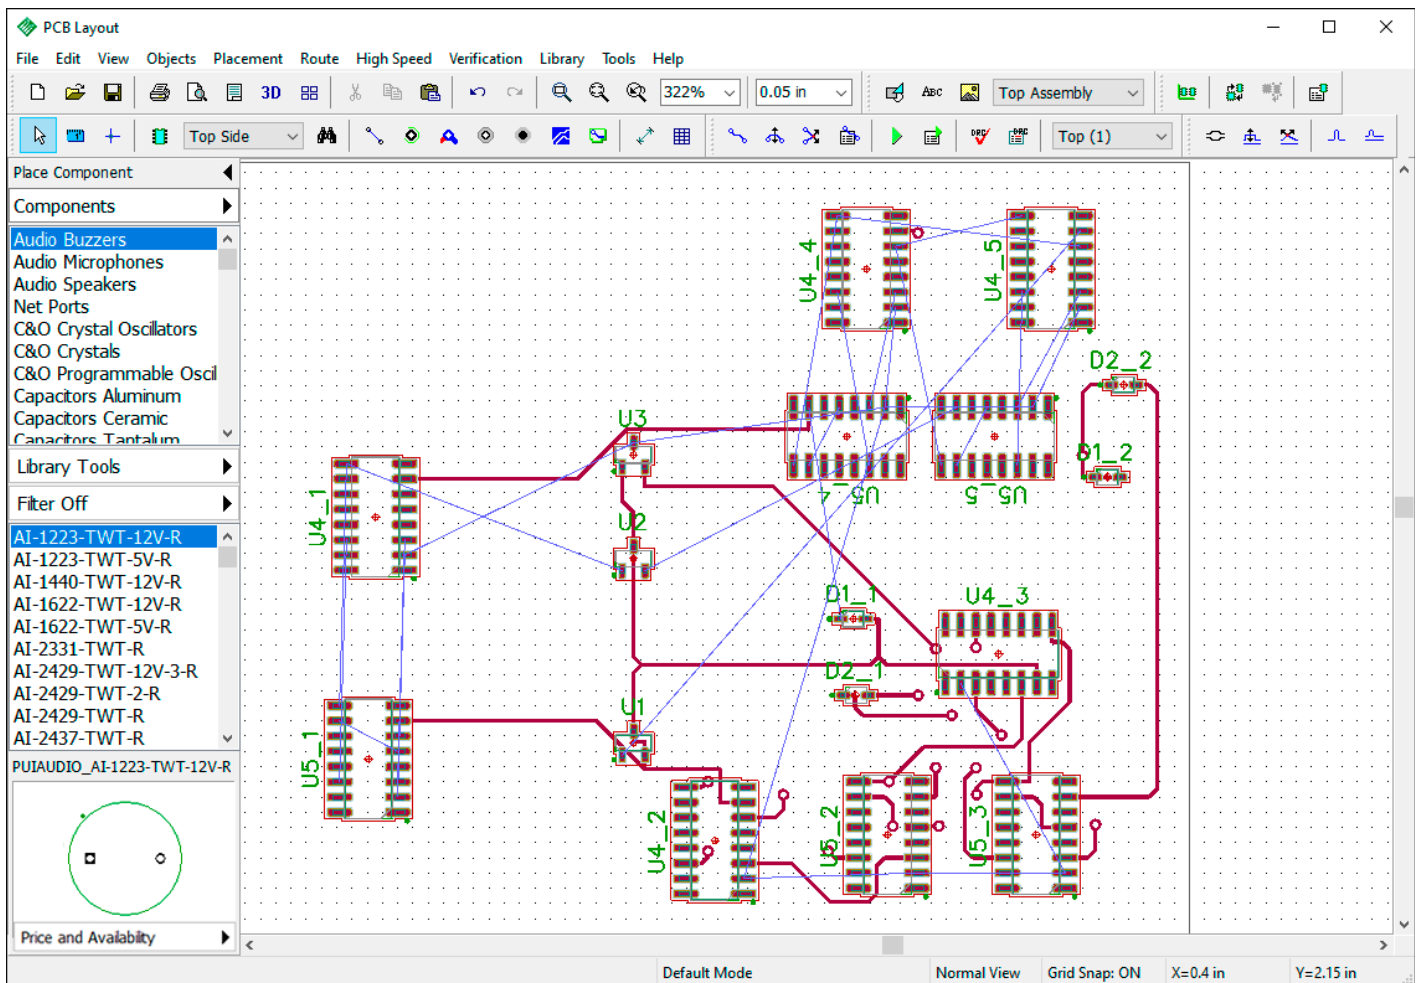 PCB Layout
File Edit View Objects Placement Route High Speed Verification Library Tools Help
3D 322% 0.05 in ABC Top Assembly
Top Side DRC DRC Top (1)
Place Component
Components
Audio Buzzers
Audio Microphones
Audio Speakers
Net Ports
C&O Crystal Oscillators
C&O Crystals
C&O Programmable Oscil
Capacitors Aluminum
Capacitors Ceramic
Capacitors Tantalum
Library Tools
Filter Off
AI-1223-TWT-12V-R
AI-1223-TWT-5V-R
AI-1440-TWT-12V-R
AI-1622-TWT-12V-R
AI-1622-TWT-5V-R
AI-2331-TWT-R
AI-2429-TWT-12V-3-R
AI-2429-TWT-2-R
AI-2429-TWT-R
AI-2437-TWT-R
PUIAUDIO_AI-1223-TWT-12V-R
Price and Availability
U4_4
U4_5
D2_2
U3
D1_2
U4_1
U5_4
U5_5
U2
D1_1
U4_3
D2_1
U1
U5_1
U4_2
U5_2
U5_3
Default Mode
Normal View
Grid Snap: ON
X=0.4 in
Y=2.15 in